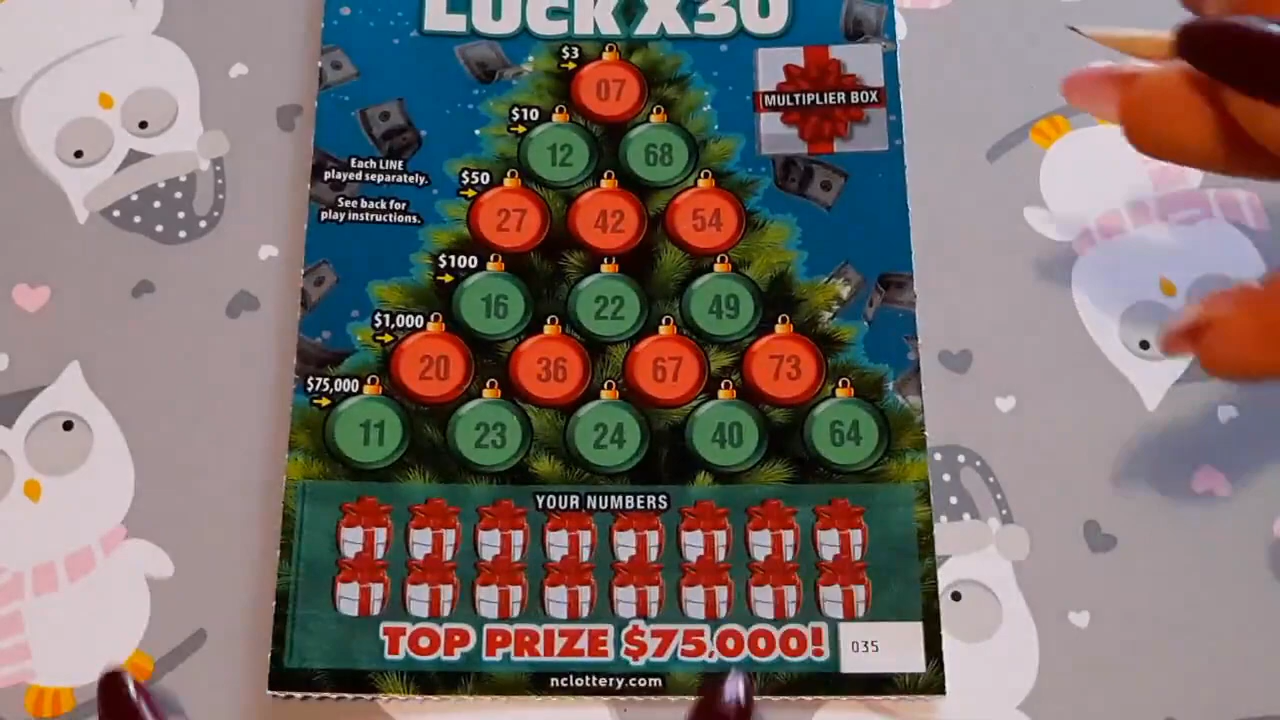 LUCK X30
$3
07
MULTIPLIER BOX
$10
12 68
Each LINE
played separately.
$50
See back for
play instructions.
27 42 54
$100
16 22 49
$1,000
20 36 67 73
$75,000
11 23 24 40 64
YOUR NUMBERS
TOP PRIZE $75,000!
035
nclottery.com